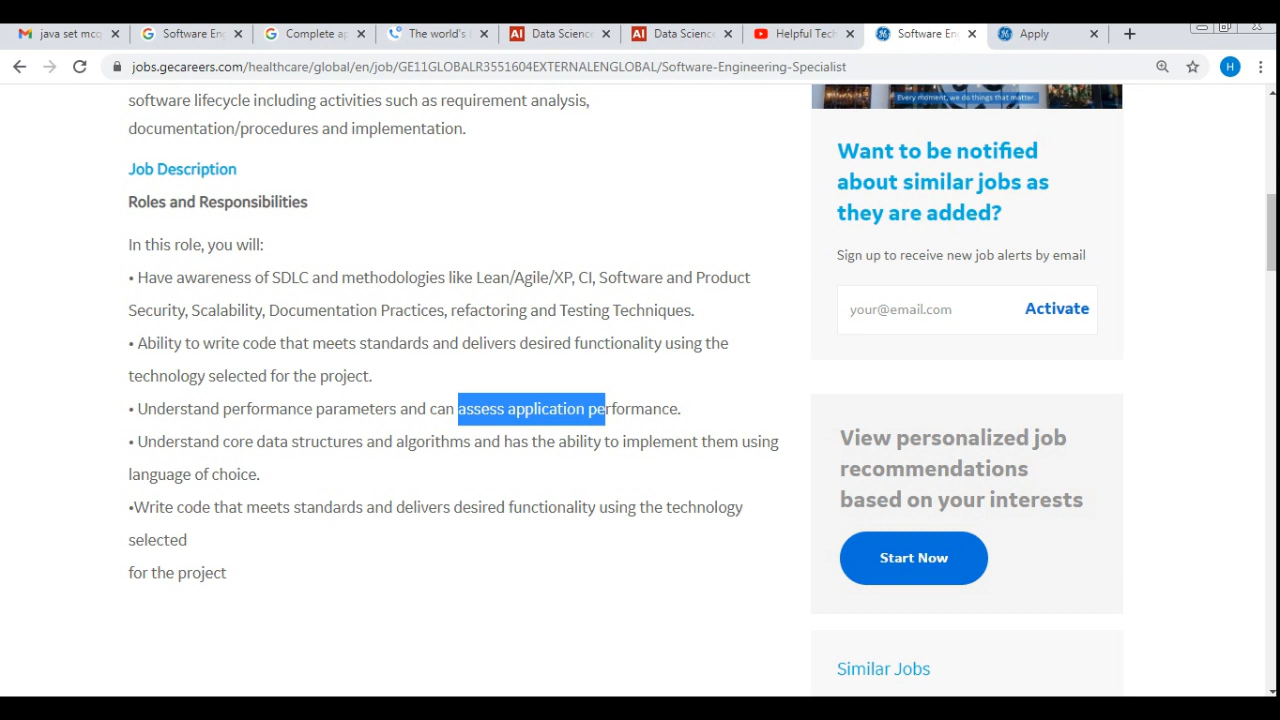 java set mcq
Software En
Complete ap
The world's
Data Science
Data Science
Helpful Tech
Software En
Apply
jobs.gecareers.com/healthcare/global/en/job/GE11GLOBALR3551604EXTERNALENGLOBAL/Software-Engineering-Specialist
H
software lifecycle including activities such as requirement analysis,
documentation/procedures and implementation.
Job Description
Roles and Responsibilities
In this role, you will:
• Have awareness of SDLC and methodologies like Lean/Agile/XP, CI, Software and Product
Security, Scalability, Documentation Practices, refactoring and Testing Techniques.
• Ability to write code that meets standards and delivers desired functionality using the
technology selected for the project.
• Understand performance parameters and can assess application performance.
• Understand core data structures and algorithms and has the ability to implement them using
language of choice.
•Write code that meets standards and delivers desired functionality using the technology
selected
for the project
Every moment, we do things that matter.
Want to be notified
about similar jobs as
they are added?
Sign up to receive new job alerts by email
your@email.com
Activate
View personalized job
recommendations
based on your interests
Start Now
Similar Jobs